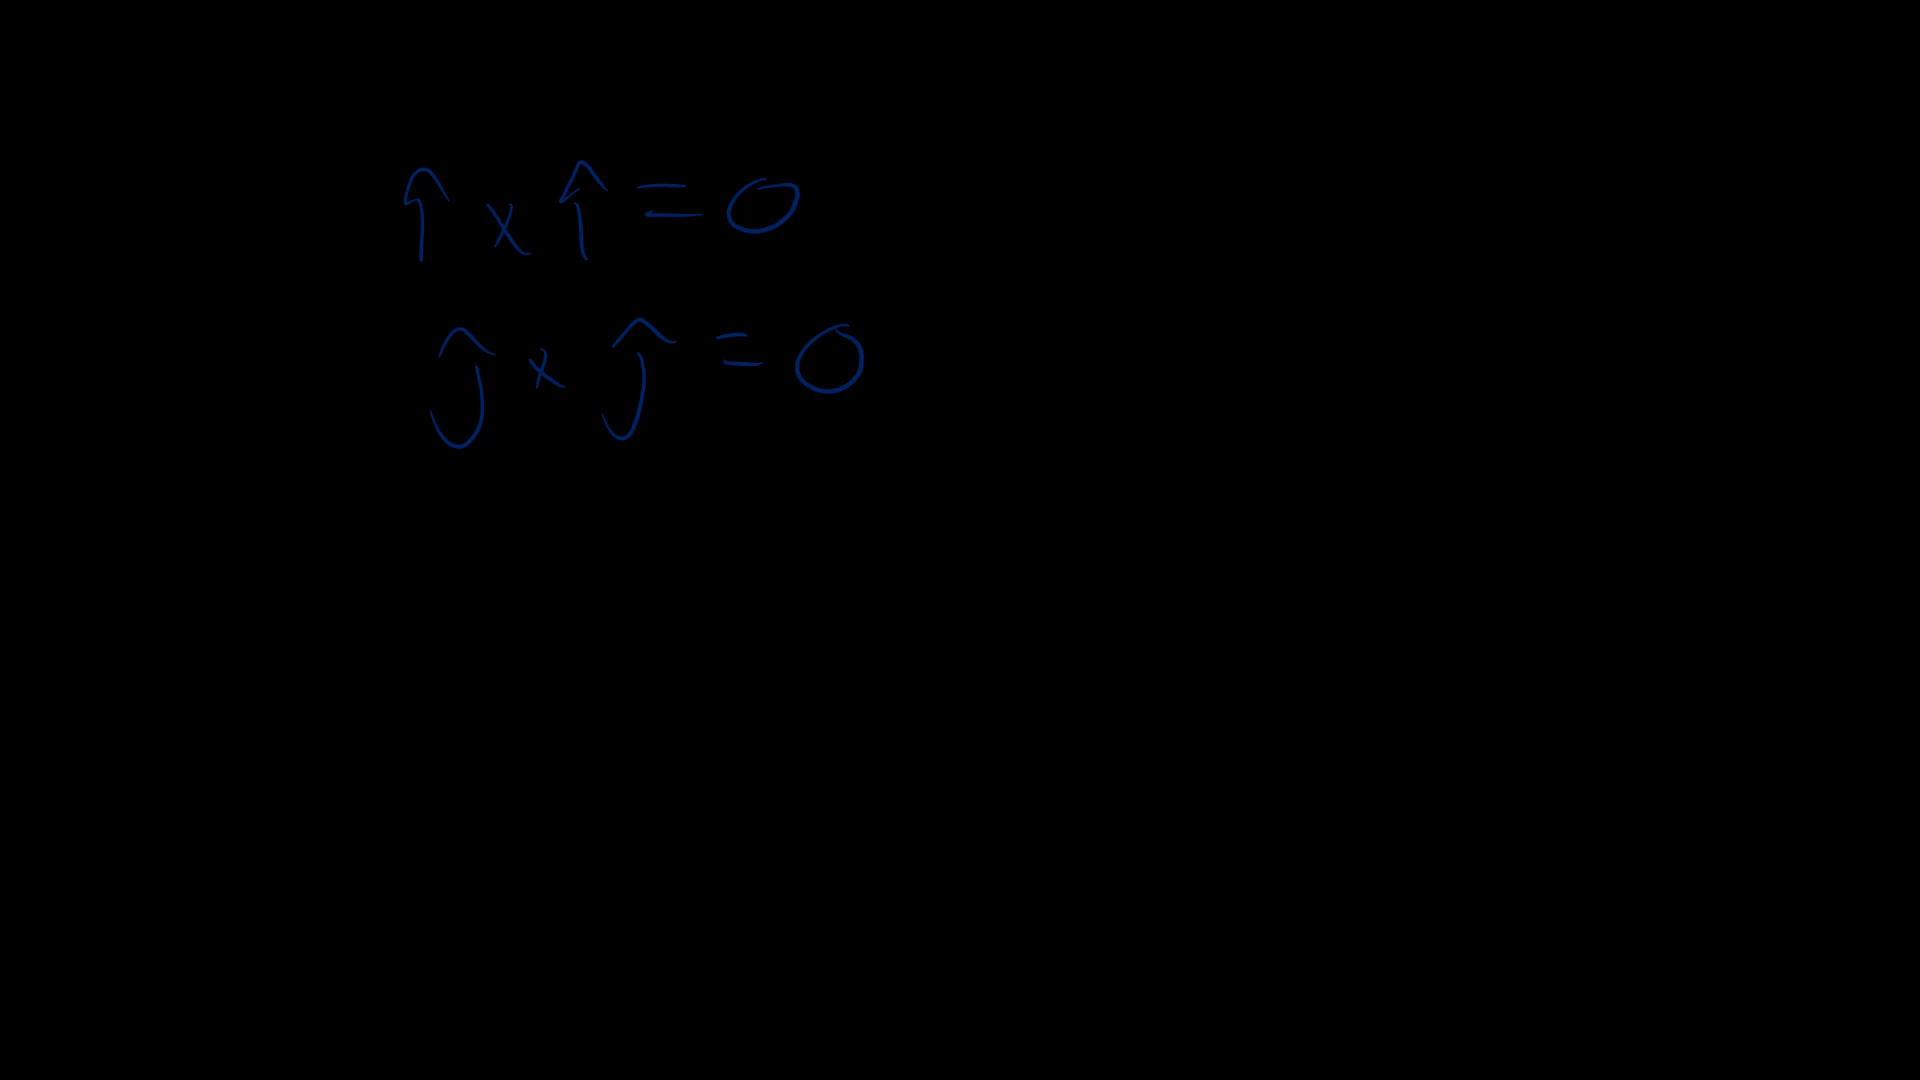 î × î = 0
ĵ × ĵ = 0